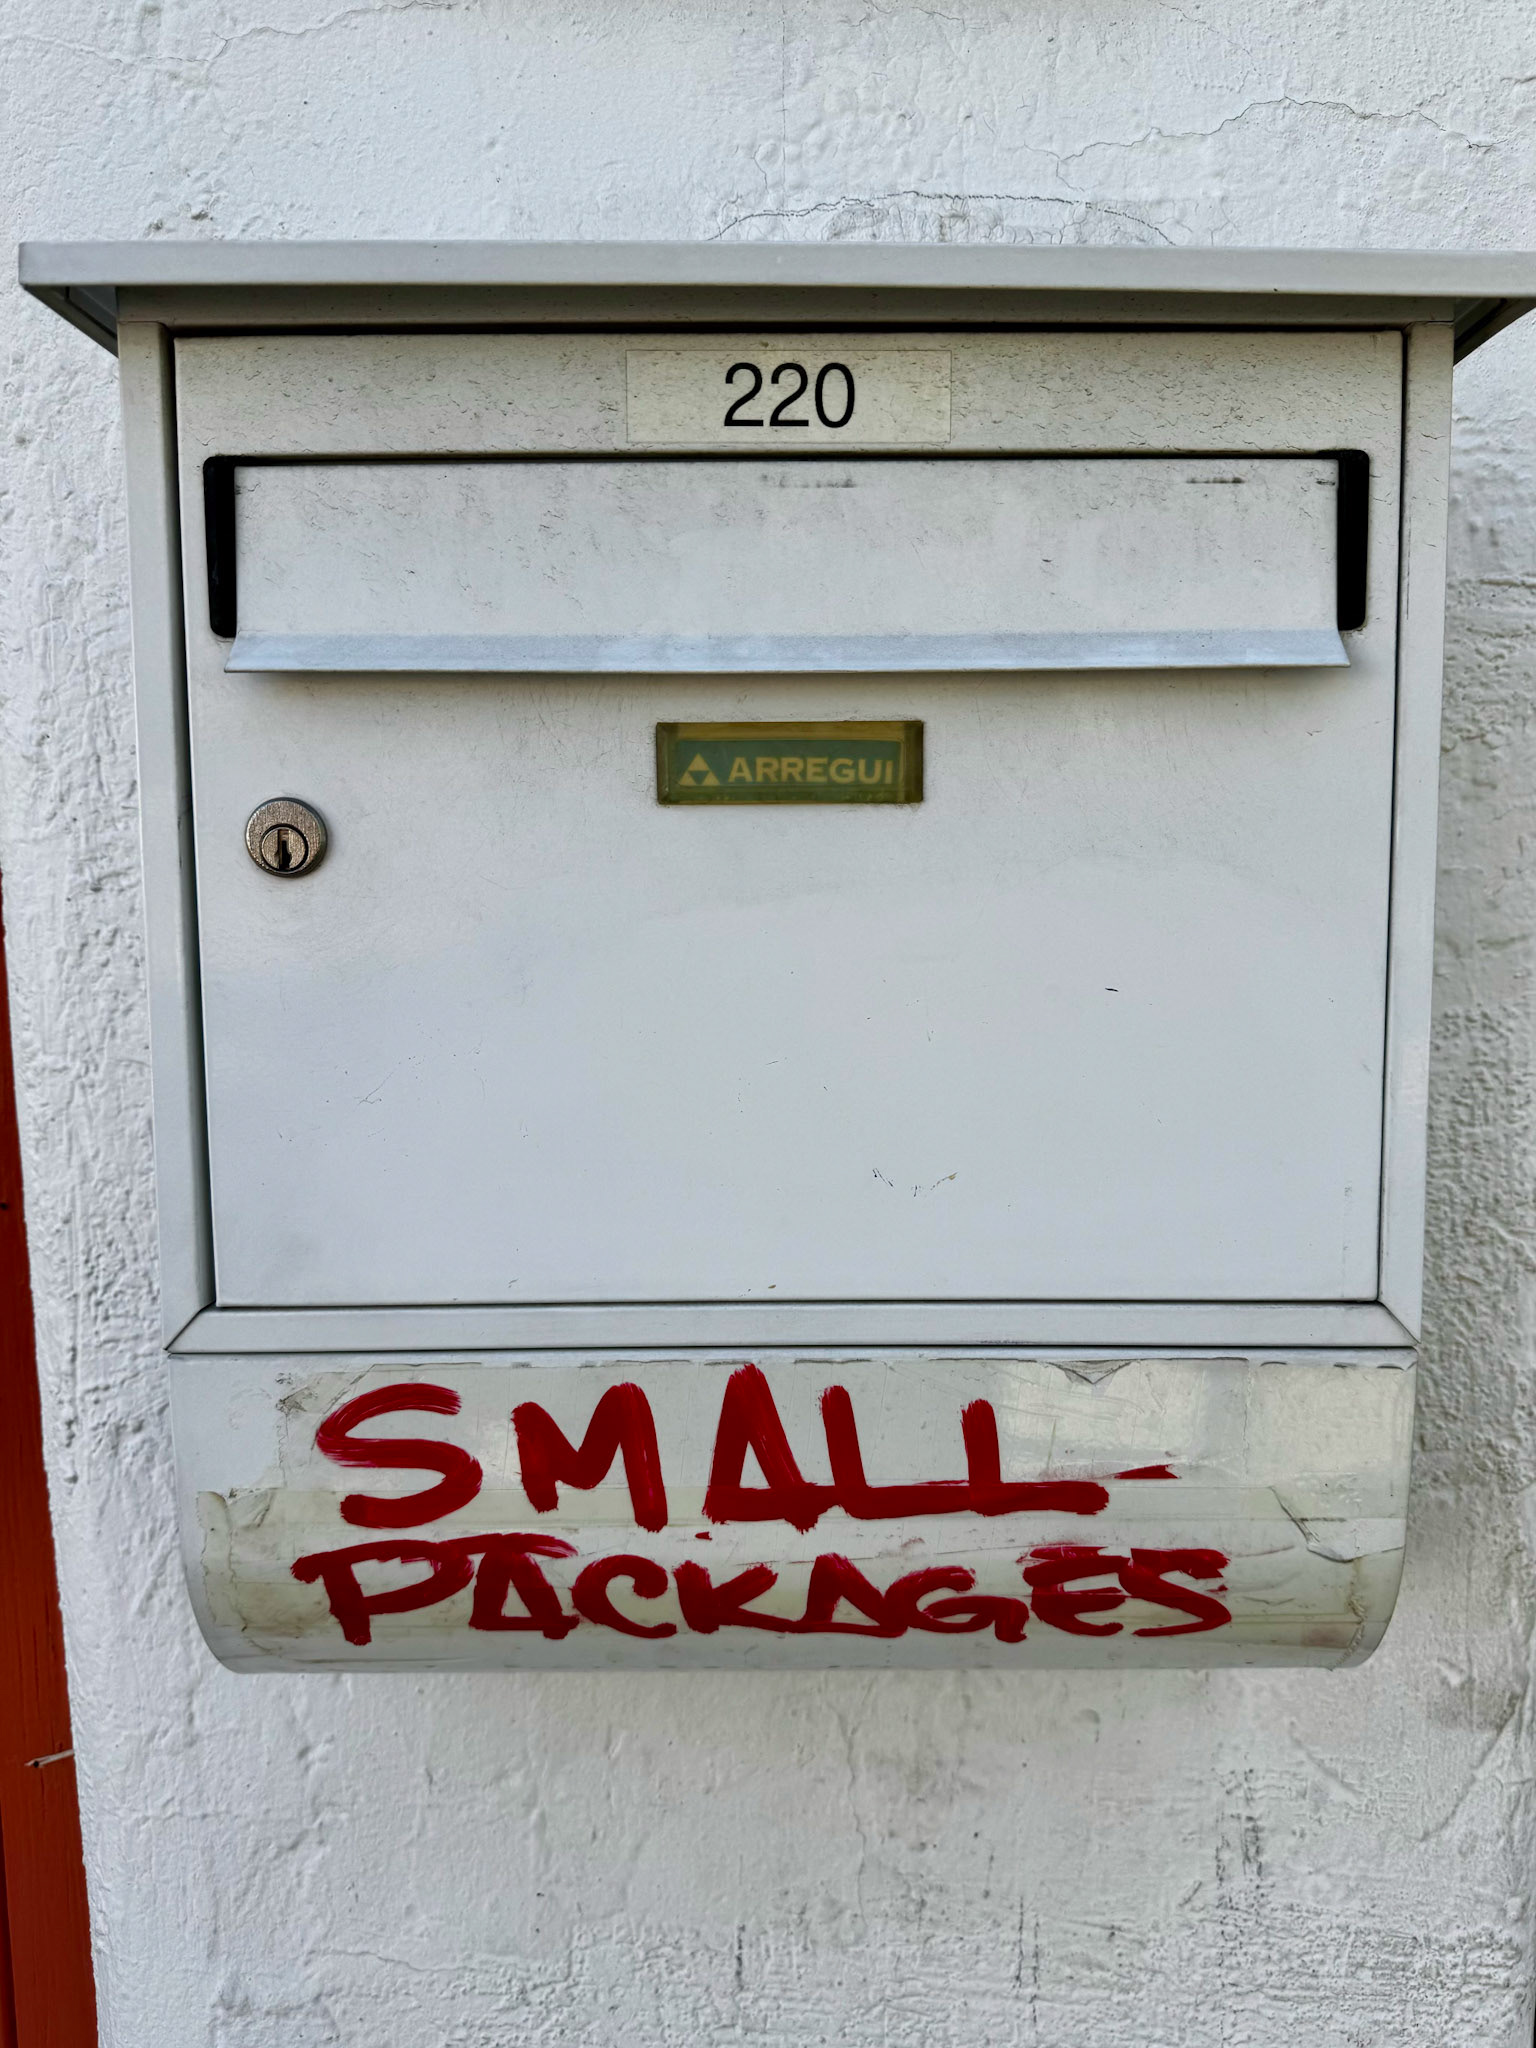 220
ARREGUI
SMALL
PACKAGES